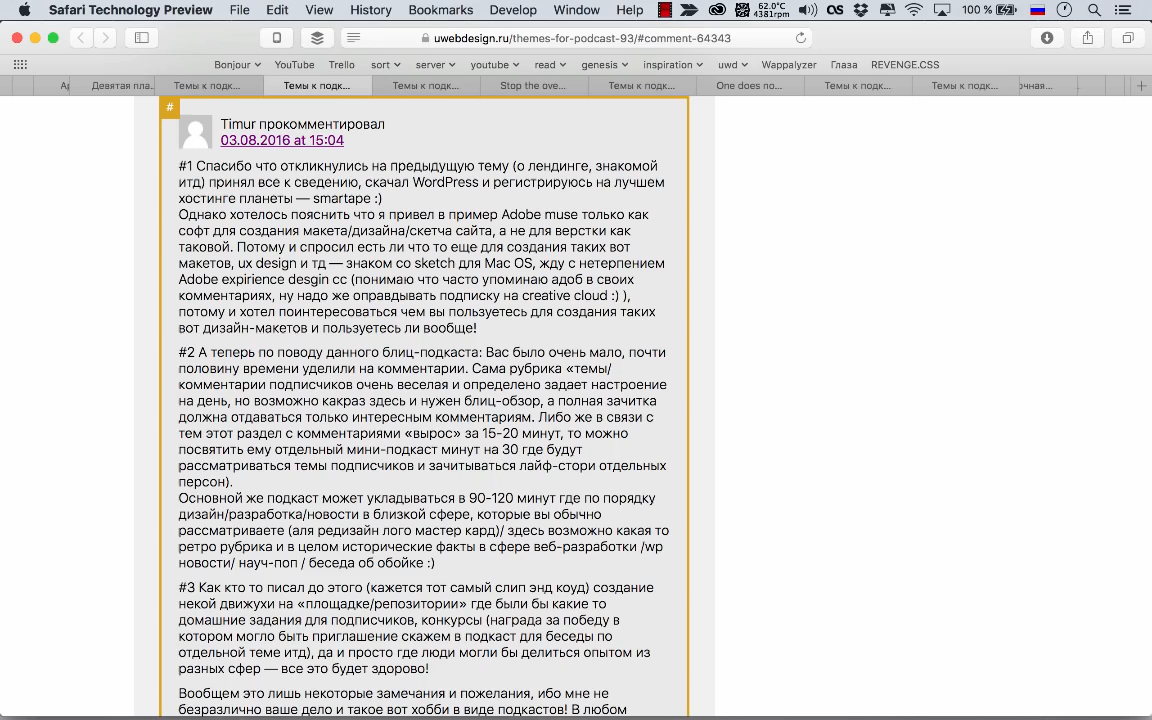 Safari Technology Preview File Edit View History Bookmarks Develop Window Help 62.0°C 4381rpm 100 %
uwebdesign.ru/themes-for-podcast-93/#comment-64343
Bonjour YouTube Trello sort server youtube read genesis inspiration uwd Wappalyzer Глаза REVENGE.CSS
Ар Девятая пла... Темы к подк... Темы к подк... Темы к подк... Stop the ove... Темы к подк... One does no... Темы к подк... Темы к подк... очная...
#
Timur прокомментировал
03.08.2016 at 15:04
#1 Спасибо что откликнулись на предыдущую тему (о лендинге, знакомой
итд) принял все к сведению, скачал WordPress и регистрируюсь на лучшем
хостинге планеты — smartape :)
Однако хотелось пояснить что я привел в пример Adobe muse только как
софт для создания макета/дизайна/скетча сайта, а не для верстки как
таковой. Потому и спросил есть ли что то еще для создания таких вот
макетов, ux design и тд — знаком со sketch для Mac OS, жду с нетерпением
Adobe expirience desgin cc (понимаю что часто упоминаю адоб в своих
комментариях, ну надо же оправдывать подписку на creative cloud :) ),
потому и хотел поинтересоваться чем вы пользуетесь для создания таких
вот дизайн-макетов и пользуетесь ли вообще!
#2 А теперь по поводу данного блиц-подкаста: Вас было очень мало, почти
половину времени уделили на комментарии. Сама рубрика «темы/
комментарии подписчиков очень веселая и определено задает настроение
на день, но возможно какраз здесь и нужен блиц-обзор, а полная зачитка
должна отдаваться только интересным комментариям. Либо же в связи с
тем этот раздел с комментариями «вырос» за 15-20 минут, то можно
посвятить ему отдельный мини-подкаст минут на 30 где будут
рассматриваться темы подписчиков и зачитываться лайф-стори отдельных
персон).
Основной же подкаст может укладываться в 90-120 минут где по порядку
дизайн/разработка/новости в близкой сфере, которые вы обычно
рассматриваете (аля редизайн лого мастер кард)/ здесь возможно какая то
ретро рубрика и в целом исторические факты в сфере веб-разработки /wp
новости/ науч-поп / беседа об обойке :)
#3 Как кто то писал до этого (кажется тот самый слип энд коуд) создание
некой движухи на «площадке/репозитории» где были бы какие то
домашние задания для подписчиков, конкурсы (награда за победу в
котором могло быть приглашение скажем в подкаст для беседы по
отдельной теме итд), да и просто где люди могли бы делиться опытом из
разных сфер — все это будет здорово!
Вообщем это лишь некоторые замечания и пожелания, ибо мне не
безразлично ваше дело и такое вот хобби в виде подкастов! В любом